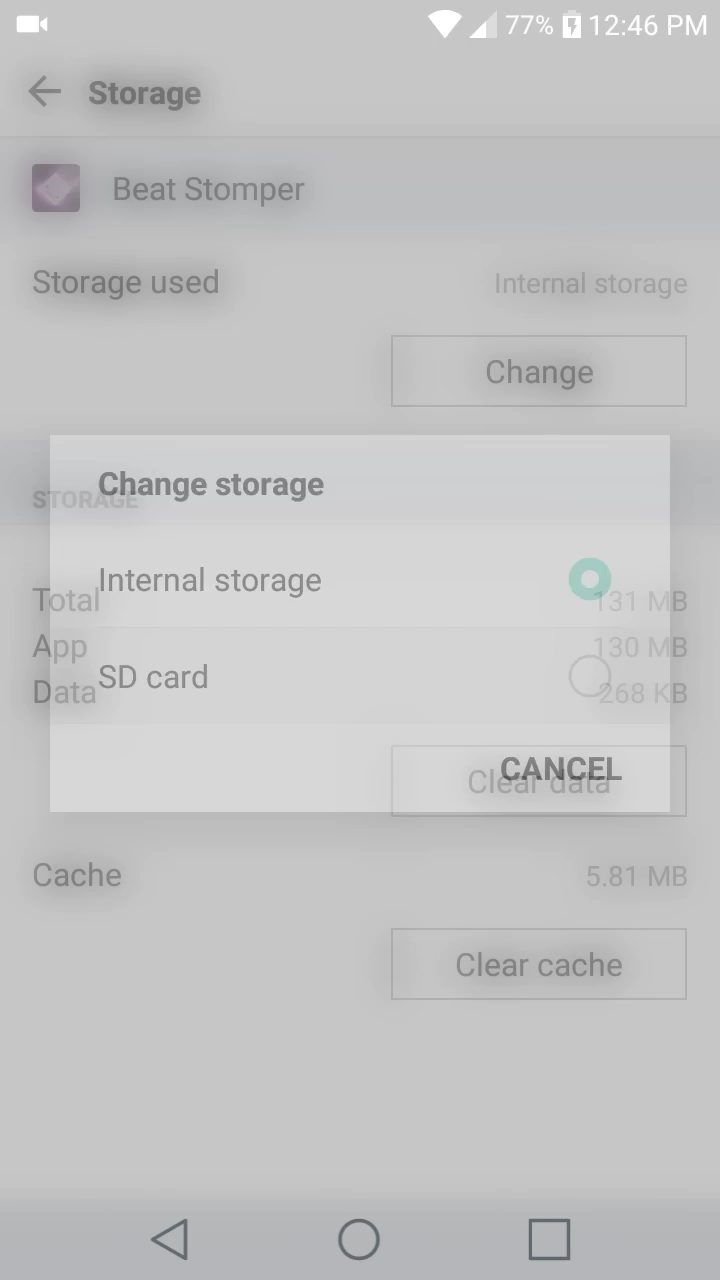 77% 12:46 PM
Storage
Beat Stomper
Storage used Internal storage
Change
Change storage
STORAGE
Internal storage
Total 131 MB
App 130 MB
SD card
Data 268 KB
CANCEL
Clear data
Cache 5.81 MB
Clear cache